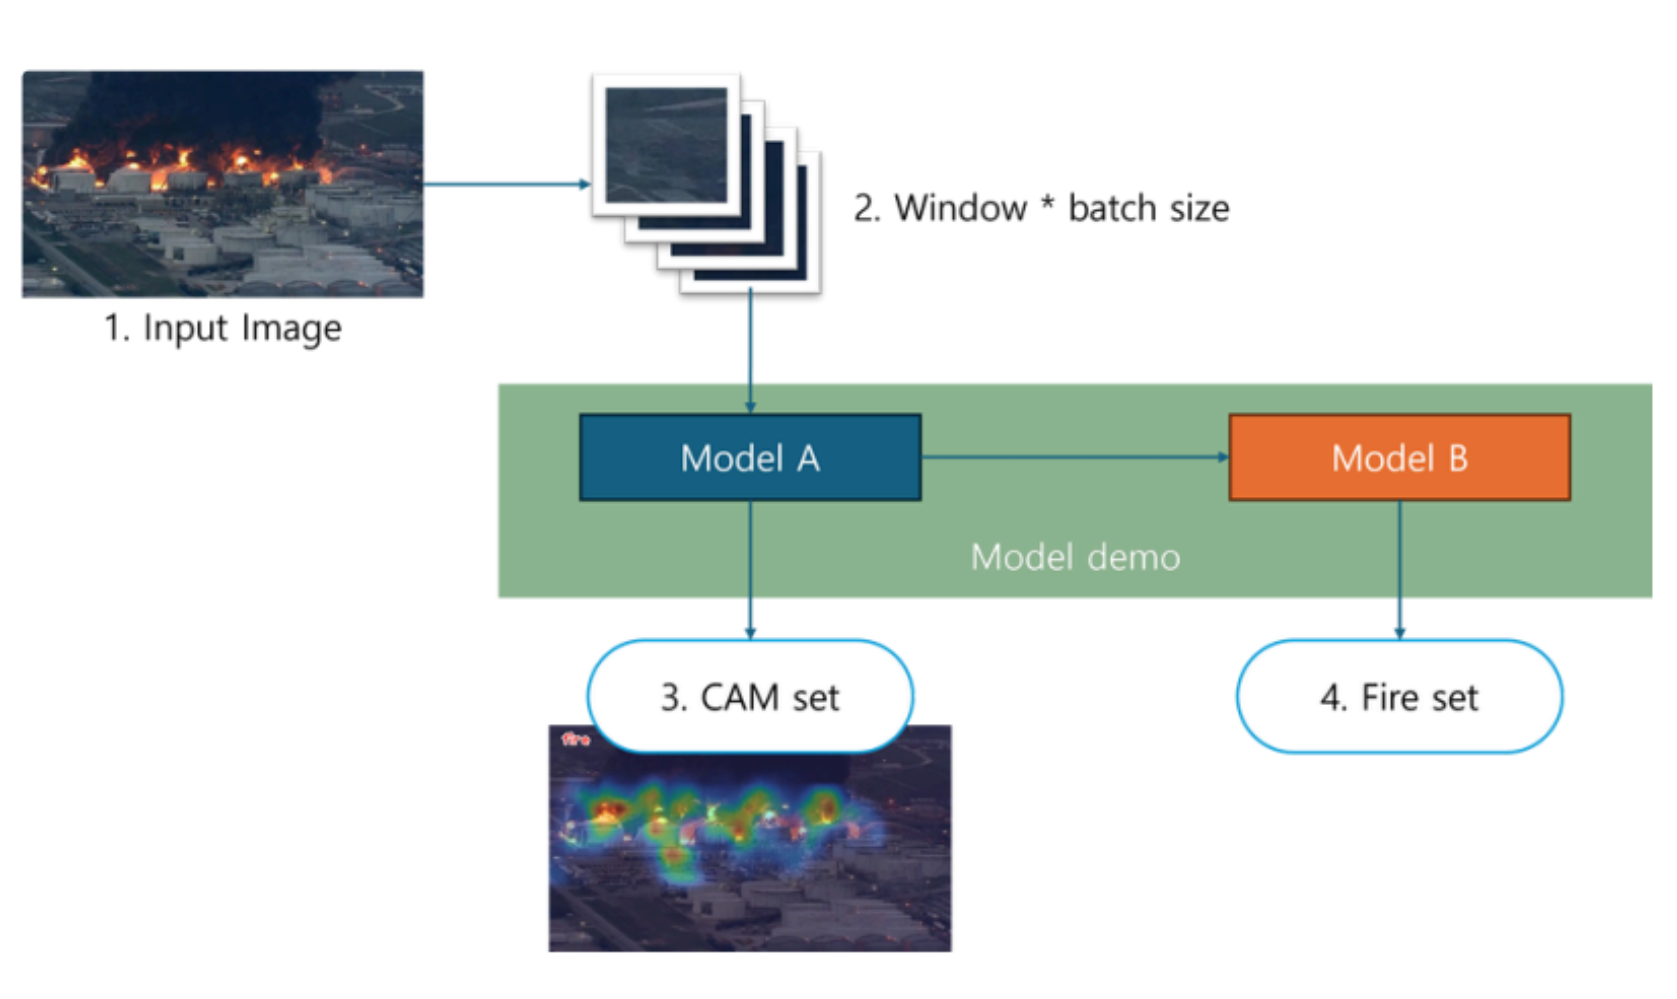 1. Input Image
2. Window * batch size
Model A
Model B
Model demo
3. CAM set
4. Fire set
fire